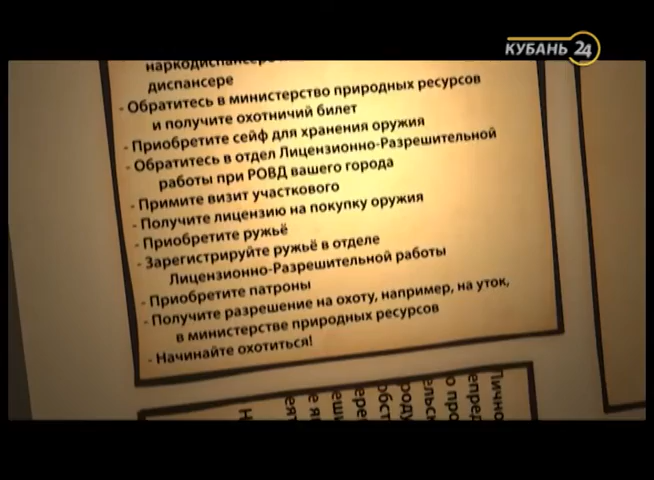 КУБАНЬ 24
диспансере
- Обратитесь в министерство природных ресурсов
и получите охотничий билет
- Приобретите сейф для хранения оружия
- Обратитесь в отдел Лицензионно-Разрешительной
работы при РОВД вашего города
- Примите визит участкового
- Получите лицензию на покупку оружия
- Приобретите ружьё
- Зарегистрируйте ружьё в отделе
Лицензионно-Разрешительной работы
- Приобретите патроны
- Получите разрешение на охоту, например, на уток,
в министерстве природных ресурсов
- Начинайте охотиться!